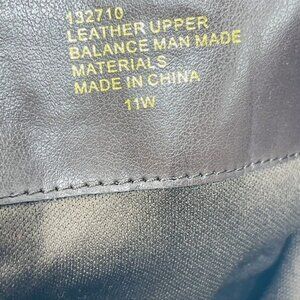 132710
LEATHER UPPER
BALANCE MAN MADE
MATERIALS
MADE IN CHINA
11W